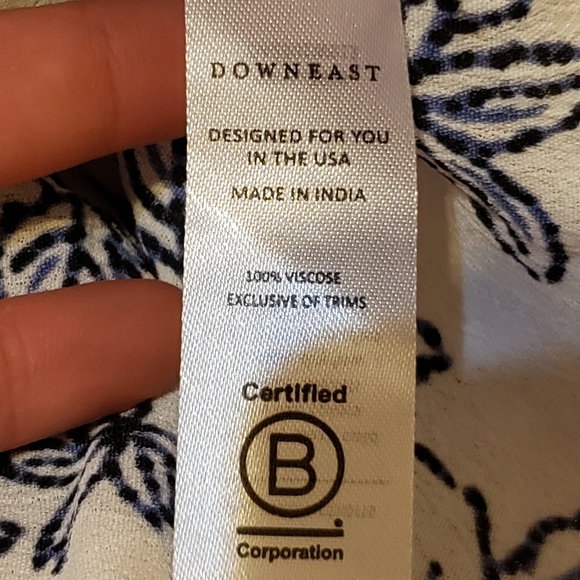 DOWNEAST
DESIGNED FOR YOU
IN THE USA
MADE IN INDIA
100% VISCOSE
EXCLUSIVE OF TRIMS
Certified
B
Corporation